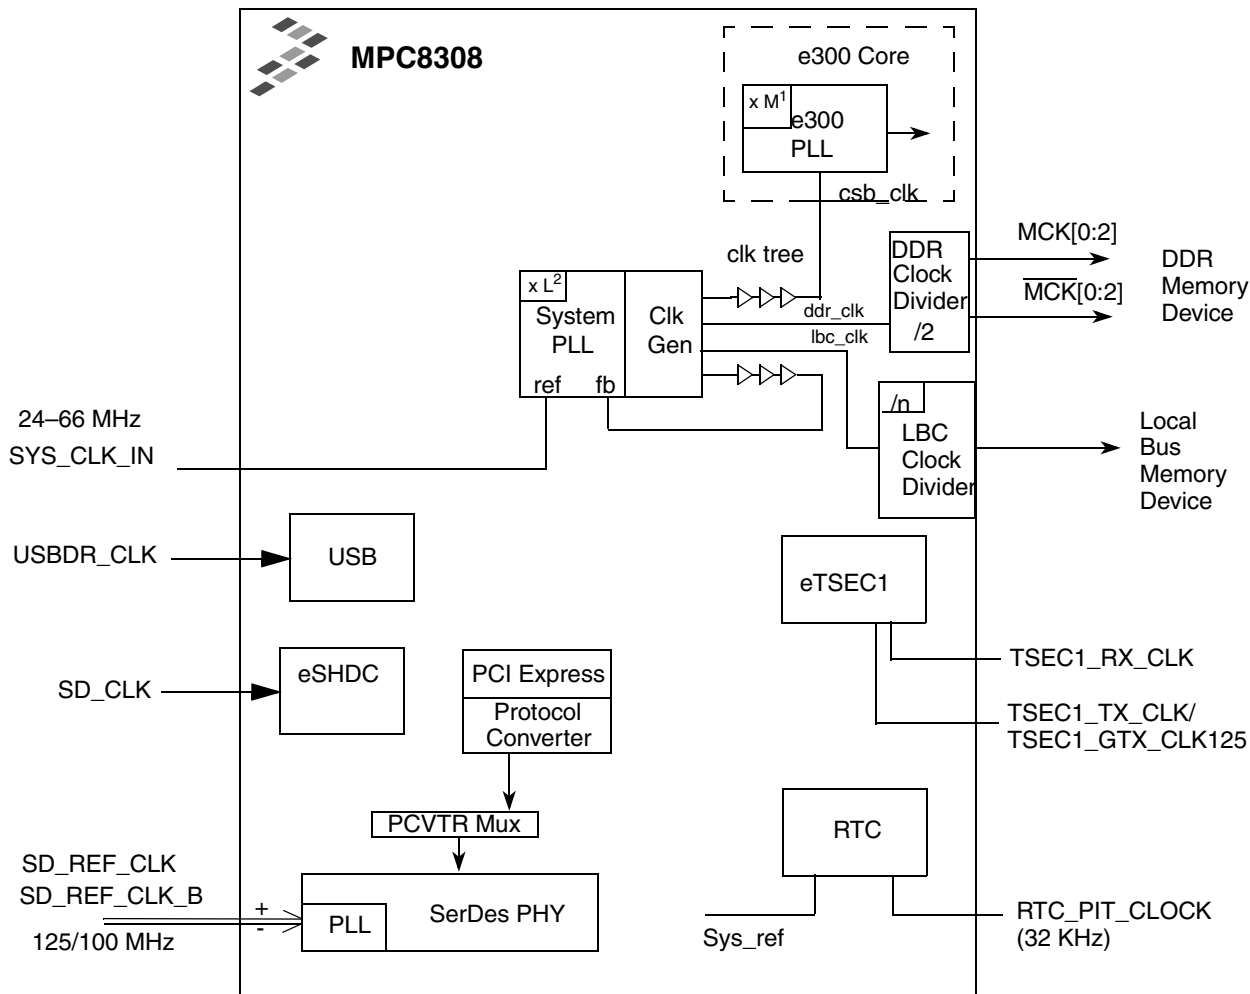 MPC8308
e300 Core
x M1
e300
PLL
csb_clk
clk tree
x L2
System
PLL
ref
fb
Clk
Gen
ddr_clk
lbc_clk
DDR
Clock
Divider
/2
MCK[0:2]
MCK[0:2]
DDR
Memory
Device
/n
LBC
Clock
Divider
Local
Bus
Memory
Device
24–66 MHz
SYS_CLK_IN
USBDR_CLK
USB
eTSEC1
TSEC1_RX_CLK
TSEC1_TX_CLK/
TSEC1_GTX_CLK125
SD_CLK
eSHDC
PCI Express
Protocol
Converter
PCVTR Mux
SD_REF_CLK
SD_REF_CLK_B
+
-
125/100 MHz
PLL
SerDes PHY
RTC
Sys_ref
RTC_PIT_CLOCK
(32 KHz)